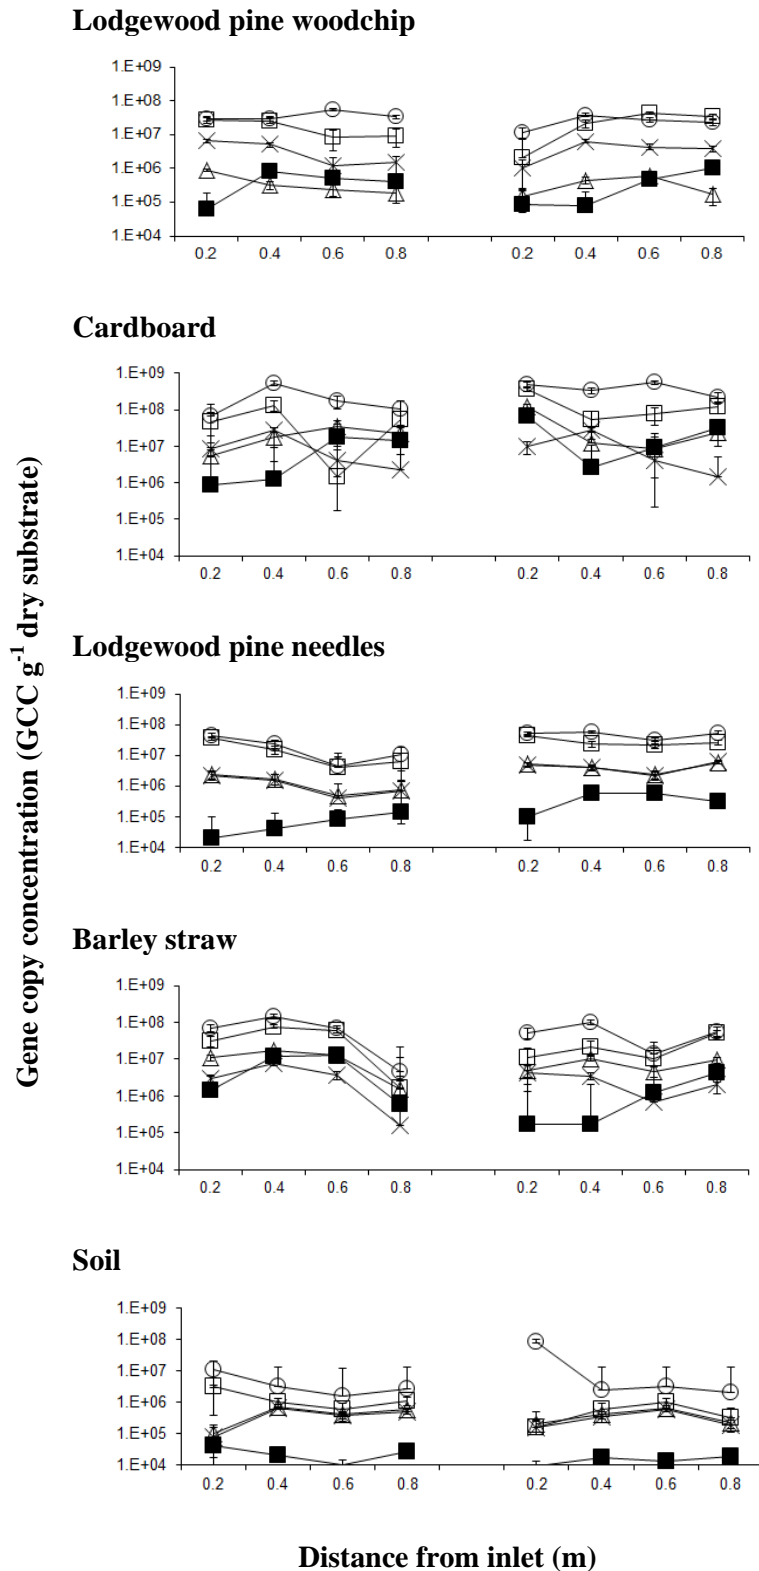 Lodgewood pine woodchip
1.E+09
1.E+08
1.E+07
1.E+06
1.E+05
1.E+04
0.2 0.4 0.6 0.8 0.2 0.4 0.6 0.8
Cardboard
1.E+09
1.E+08
1.E+07
1.E+06
1.E+05
1.E+04
0.2 0.4 0.6 0.8 0.2 0.4 0.6 0.8
Lodgewood pine needles
1.E+09
1.E+08
1.E+07
1.E+06
1.E+05
1.E+04
0.2 0.4 0.6 0.8 0.2 0.4 0.6 0.8
Barley straw
1.E+09
1.E+08
1.E+07
1.E+06
1.E+05
1.E+04
0.2 0.4 0.6 0.8 0.2 0.4 0.6 0.8
Soil
1.E+09
1.E+08
1.E+07
1.E+06
1.E+05
1.E+04
0.2 0.4 0.6 0.8 0.2 0.4 0.6 0.8
Gene copy concentration (GCC g⁻¹ dry substrate)
Distance from inlet (m)